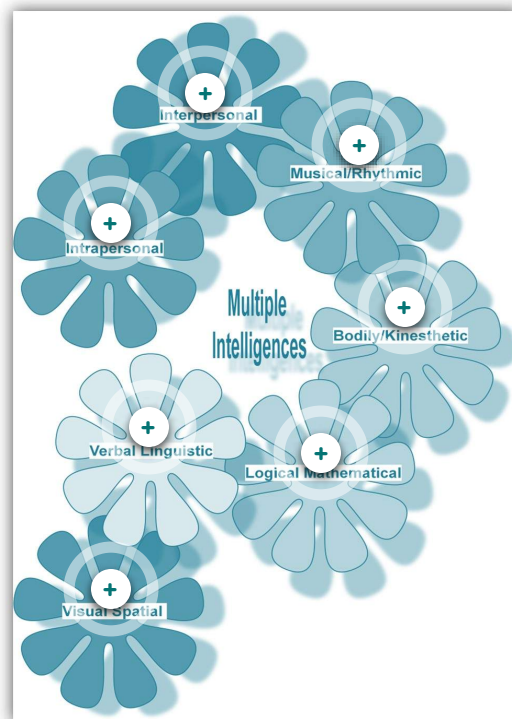 Interpersonal
Musical/Rhythmic
Intrapersonal
Multiple
Intelligences
Bodily/Kinesthetic
Verbal Linguistic
Logical Mathematical
Visual Spatial